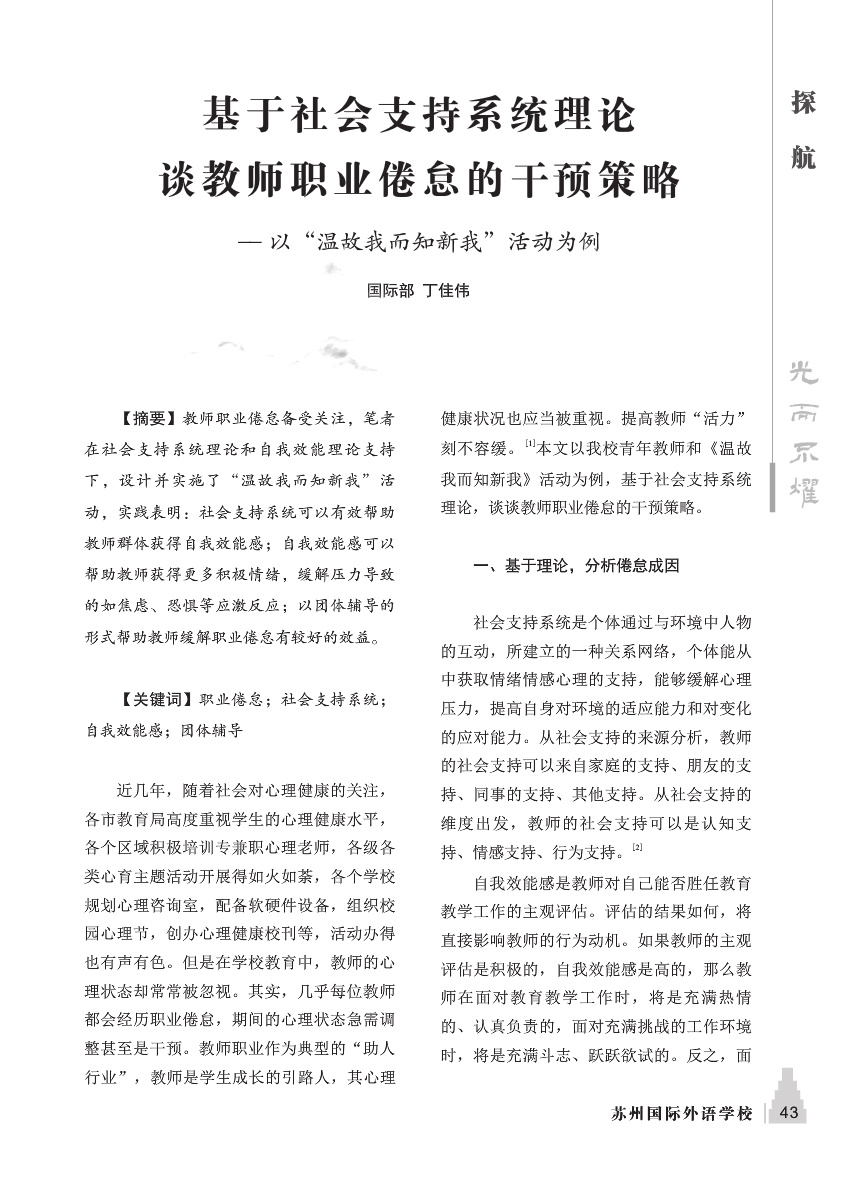 基于社会支持系统理论
谈教师职业倦怠的干预策略
— 以“温故我而知新我”活动为例
国际部 丁佳伟
【摘要】教师职业倦怠备受关注，笔者
在社会支持系统理论和自我效能理论支持
下，设计并实施了“温故我而知新我”活
动，实践表明：社会支持系统可以有效帮助
教师群体获得自我效能感；自我效能感可以
帮助教师获得更多积极情绪，缓解压力导致
的如焦虑、恐惧等应激反应；以团体辅导的
形式帮助教师缓解职业倦怠有较好的效益。
【关键词】职业倦怠；社会支持系统；
自我效能感；团体辅导
近几年，随着社会对心理健康的关注，
各市教育局高度重视学生的心理健康水平，
各个区域积极培训专兼职心理老师，各级各
类心育主题活动开展得如火如荼，各个学校
规划心理咨询室，配备软硬件设备，组织校
园心理节，创办心理健康校刊等，活动办得
也有声有色。但是在学校教育中，教师的心
理状态却常常被忽视。其实，几乎每位教师
都会经历职业倦怠，期间的心理状态急需调
整甚至是干预。教师职业作为典型的“助人
行业”，教师是学生成长的引路人，其心理
健康状况也应当被重视。提高教师“活力”
刻不容缓。[1]本文以我校青年教师和《温故
我而知新我》活动为例，基于社会支持系统
理论，谈谈教师职业倦怠的干预策略。
一、基于理论，分析倦怠成因
社会支持系统是个体通过与环境中人物
的互动，所建立的一种关系网络，个体能从
中获取情绪情感心理的支持，能够缓解心理
压力，提高自身对环境的适应能力和对变化
的应对能力。从社会支持的来源分析，教师
的社会支持可以来自家庭的支持、朋友的支
持、同事的支持、其他支持。从社会支持的
维度出发，教师的社会支持可以是认知支
持、情感支持、行为支持。[2]
自我效能感是教师对自己能否胜任教育
教学工作的主观评估。评估的结果如何，将
直接影响教师的行为动机。如果教师的主观
评估是积极的，自我效能感是高的，那么教
师在面对教育教学工作时，将是充满热情
的、认真负责的，面对充满挑战的工作环境
时，将是充满斗志、跃跃欲试的。反之，面
探航
光而不耀
苏州国际外语学校
43